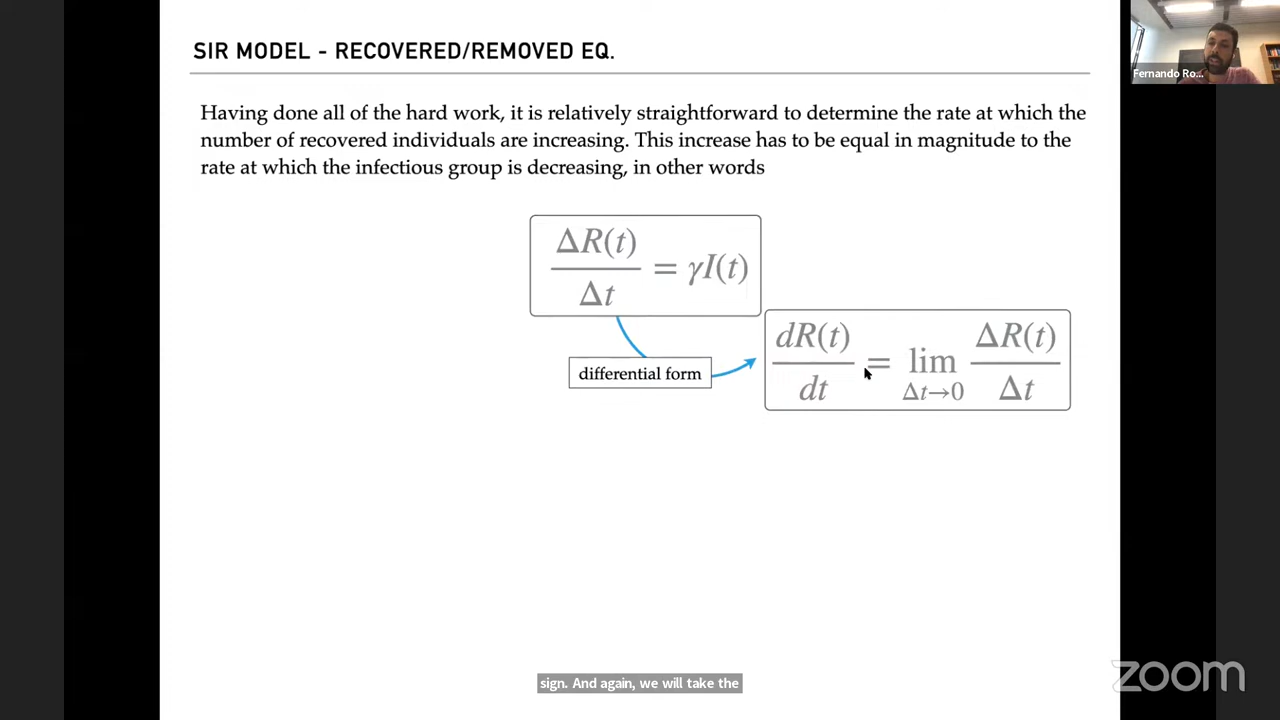 SIR MODEL - RECOVERED/REMOVED EQ.
Fernando Ro...
Having done all of the hard work, it is relatively straightforward to determine the rate at which the
number of recovered individuals are increasing. This increase has to be equal in magnitude to the
rate at which the infectious group is decreasing, in other words
ΔR(t)
Δt
= γI(t)
differential form
dR(t)
dt
= lim Δt→0
ΔR(t)
Δt
sign. And again, we will take the
zoom